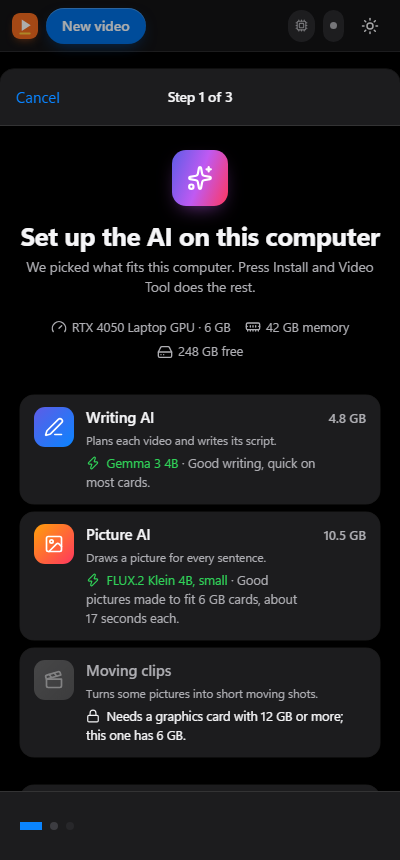 New video
Cancel
Step 1 of 3
Set up the AI on this computer
We picked what fits this computer. Press Install and Video
Tool does the rest.
RTX 4050 Laptop GPU · 6 GB
42 GB memory
248 GB free
Writing AI
4.8 GB
Plans each video and writes its script.
Gemma 3 4B · Good writing, quick on
most cards.
Picture AI
10.5 GB
Draws a picture for every sentence.
FLUX.2 Klein 4B, small · Good
pictures made to fit 6 GB cards, about
17 seconds each.
Moving clips
Turns some pictures into short moving shots.
Needs a graphics card with 12 GB or more;
this one has 6 GB.